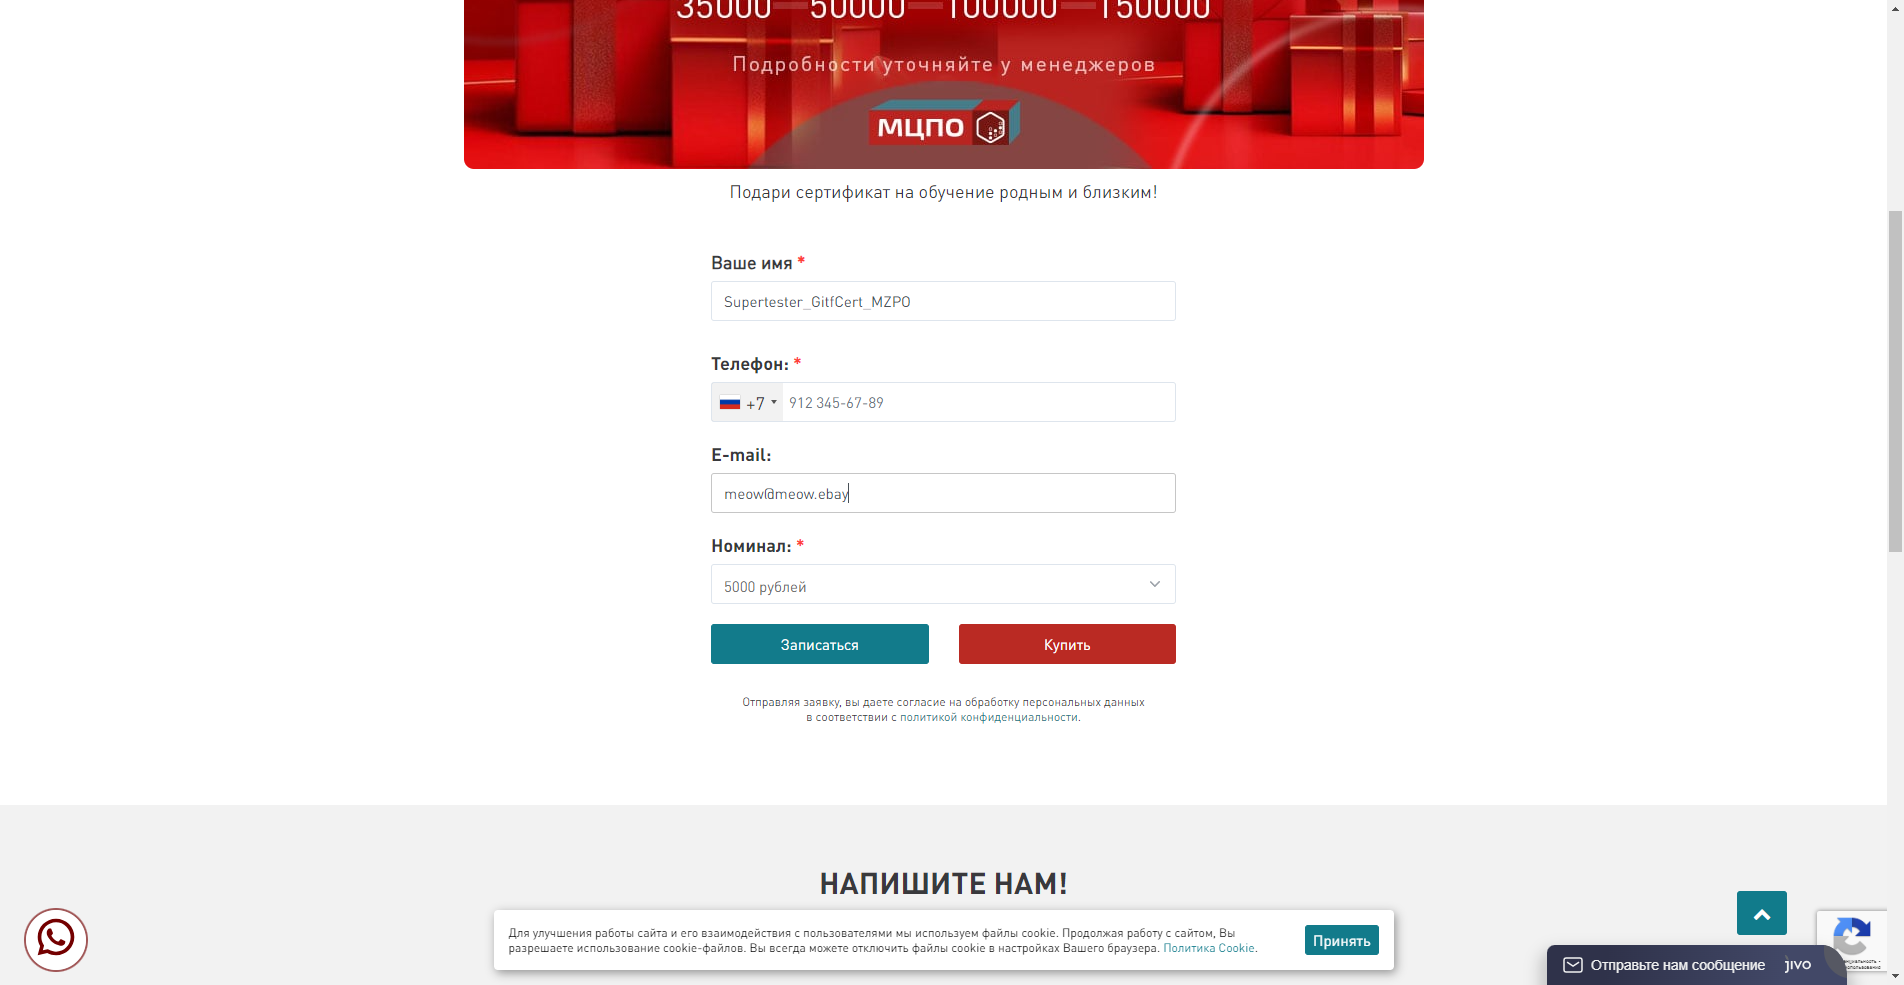 35000 50000 100000 150000
Подробности уточняйте у менеджеров
МЦПО
Подари сертификат на обучение родным и близким!
Ваше имя *
Supertester_GitfCert_MZPO
Телефон: *
+7 912 345-67-89
E-mail:
meow@meow.ebay
Номинал: *
5000 рублей
Записаться Купить
Отправляя заявку, вы даете согласие на обработку персональных данных
в соответствии с политикой конфиденциальности.
НАПИШИТЕ НАМ!
Для улучшения работы сайта и его взаимодействия с пользователями мы используем файлы cookie. Продолжая работу с сайтом, Вы
разрешаете использование cookie-файлов. Вы всегда можете отключить файлы cookie в настройках Вашего браузера. Политика Cookie.
Принять
Отправьте нам сообщение jivo